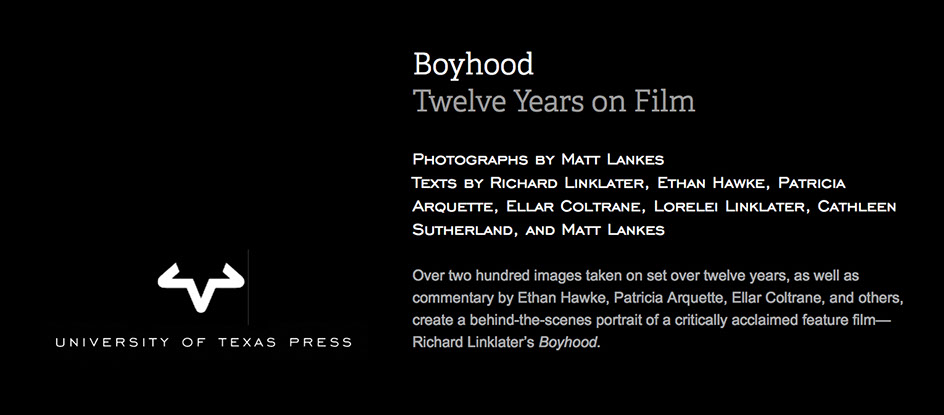 Boyhood
Twelve Years on Film
Photographs by Matt Lankes
Texts by Richard Linklater, Ethan Hawke, Patricia
Arquette, Ellar Coltrane, Lorelei Linklater, Cathleen
Sutherland, and Matt Lankes
Over two hundred images taken on set over twelve years, as well as
commentary by Ethan Hawke, Patricia Arquette, Ellar Coltrane, and others,
create a behind-the-scenes portrait of a critically acclaimed feature film—
Richard Linklater’s Boyhood.
UNIVERSITY OF TEXAS PRESS